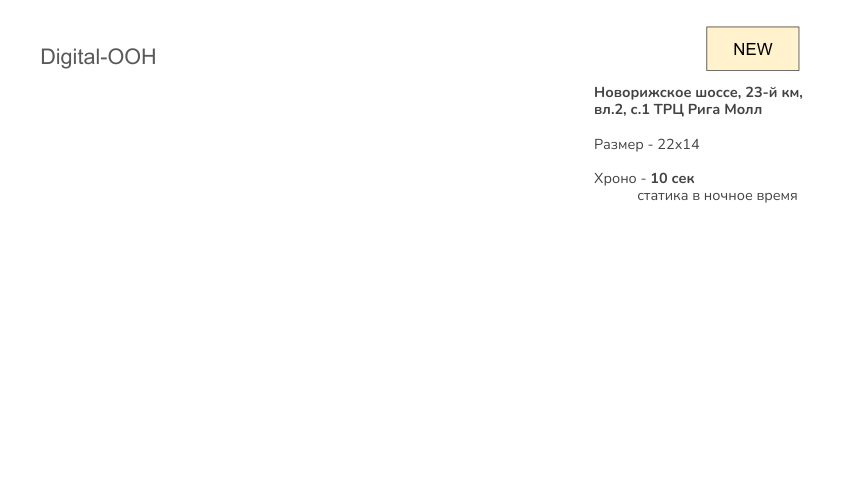 Digital-OOH
NEW
Новорижское шоссе, 23-й км,
вл.2, с.1 ТРЦ Рига Молл
Размер - 22х14
Хроно - 10 сек
статика в ночное время